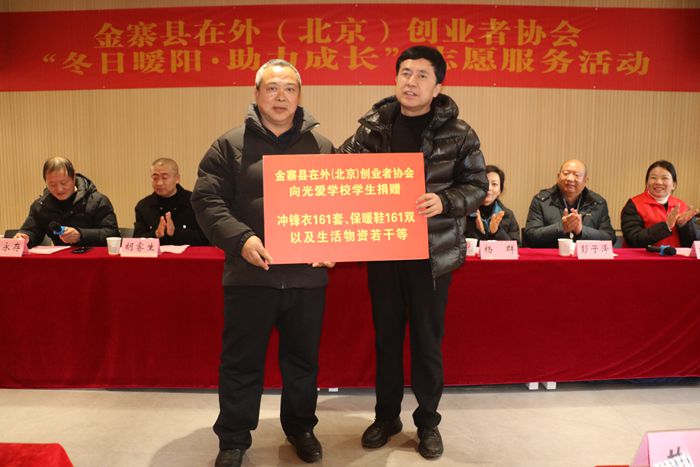 金寨县在外（北京）创业者协会
“冬日暖阳·助力成长”志愿服务活动
金寨县在外(北京)创业者协会
向光爱学校学生捐赠
冲锋衣161套、保暖鞋161双
以及生活物资若干等
永存
胡睿生
杨 群
彭子洋